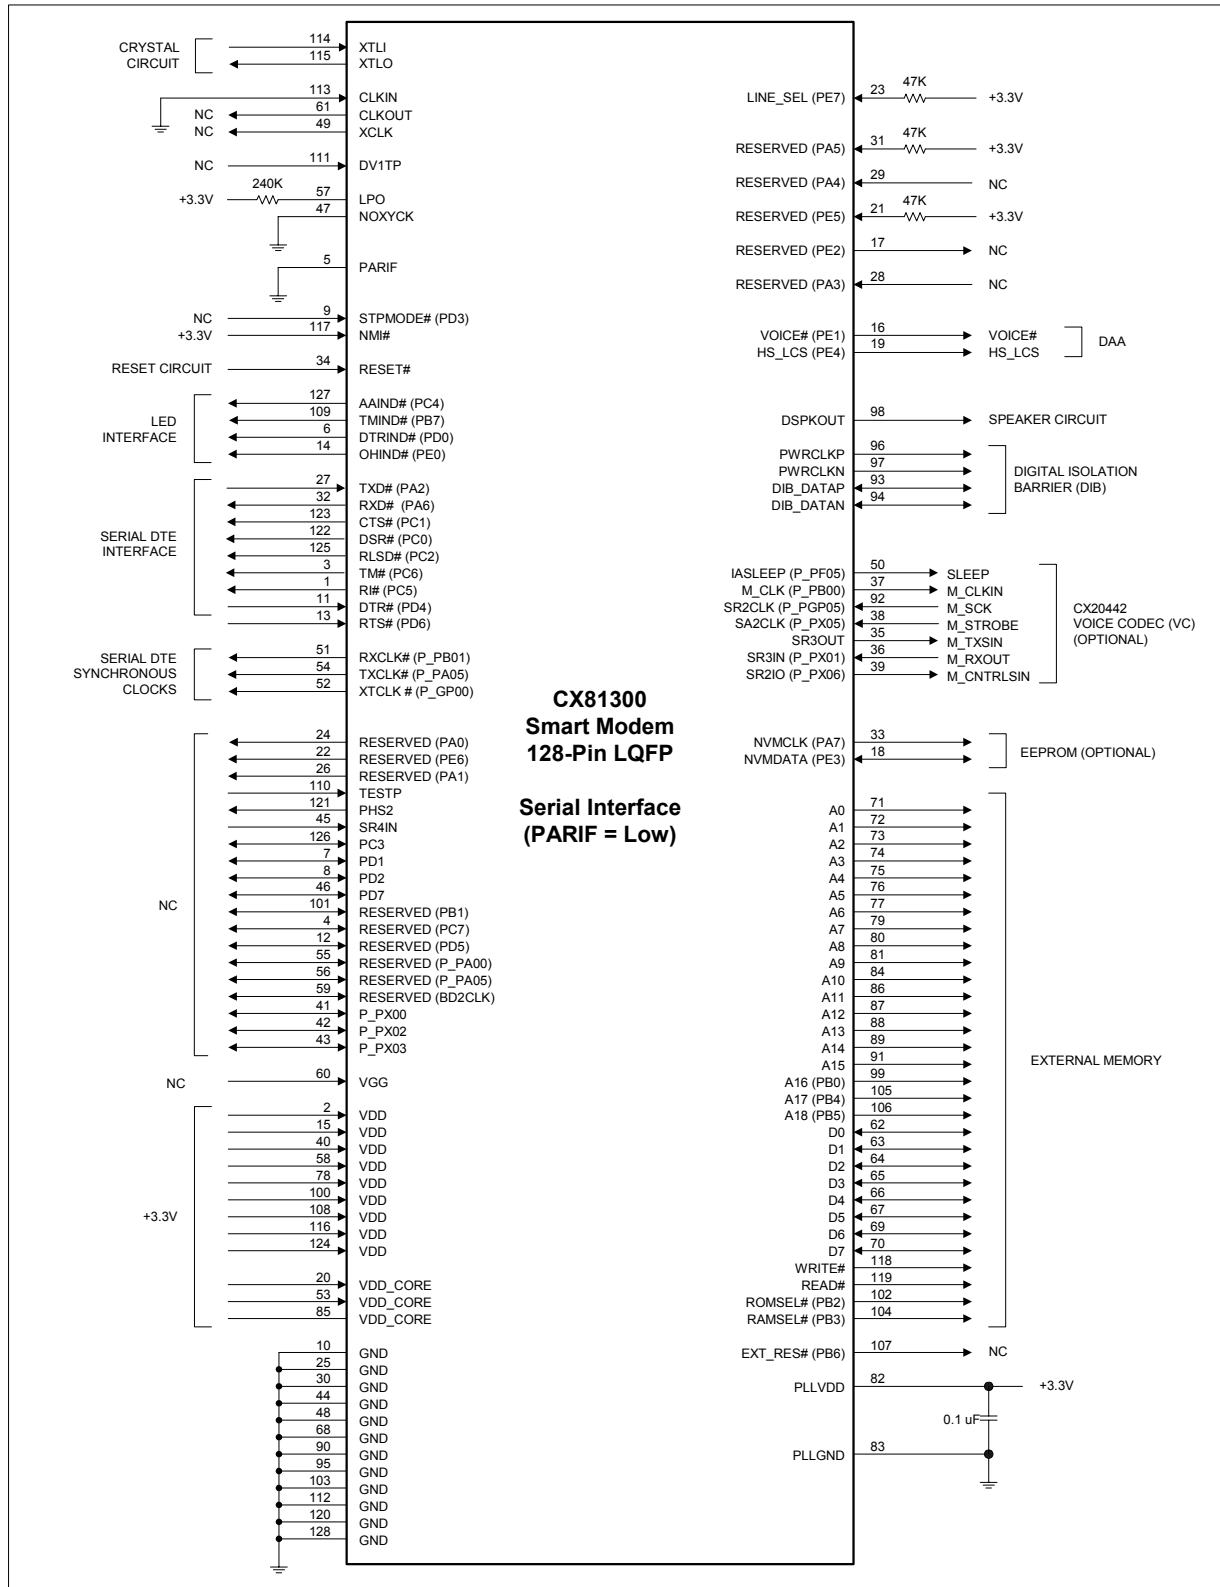 CRYSTAL
CIRCUIT
114 XTLI
115 XTLO
113 CLKIN
NC 61 CLKOUT
NC 49 XCLK
NC 111 DV1TP
+3.3V 240K 57 LPO
47 NOXYCK
5 PARIF
NC 9 STPMODE# (PD3)
+3.3V 117 NMI#
RESET CIRCUIT 34 RESET#
LED
INTERFACE
127 AAIND# (PC4)
109 TMIND# (PB7)
6 DTRIND# (PD0)
14 OHIND# (PE0)
SERIAL DTE
INTERFACE
27 TXD# (PA2)
32 RXD# (PA6)
123 CTS# (PC1)
122 DSR# (PC0)
125 RLSD# (PC2)
3 TM# (PC6)
1 RI# (PC5)
11 DTR# (PD4)
13 RTS# (PD6)
SERIAL DTE
SYNCHRONOUS
CLOCKS
51 RXCLK# (P_PB01)
54 TXCLK# (P_PA05)
52 XTCLK # (P_GP00)
NC
24 RESERVED (PA0)
22 RESERVED (PE6)
26 RESERVED (PA1)
110 TESTP
121 PHS2
45 SR4IN
126 PC3
7 PD1
8 PD2
46 PD7
101 RESERVED (PB1)
4 RESERVED (PC7)
12 RESERVED (PD5)
55 RESERVED (P_PA00)
56 RESERVED (P_PA05)
59 RESERVED (BD2CLK)
41 P_PX00
42 P_PX02
43 P_PX03
NC 60 VGG
+3.3V
2 VDD
15 VDD
40 VDD
58 VDD
78 VDD
100 VDD
108 VDD
116 VDD
124 VDD
20 VDD_CORE
53 VDD_CORE
85 VDD_CORE
10 GND
25 GND
30 GND
44 GND
48 GND
68 GND
90 GND
95 GND
103 GND
112 GND
120 GND
128 GND
CX81300
Smart Modem
128-Pin LQFP
Serial Interface
(PARIF = Low)
LINE_SEL (PE7) 23 47K +3.3V
RESERVED (PA5) 31 47K +3.3V
RESERVED (PA4) 29 NC
RESERVED (PE5) 21 47K +3.3V
RESERVED (PE2) 17 NC
RESERVED (PA3) 28 NC
VOICE# (PE1) 16 VOICE#
HS_LCS (PE4) 19 HS_LCS
DAA
DSPKOUT 98 SPEAKER CIRCUIT
PWRCLKP 96
PWRCLKN 97
DIB_DATAP 93
DIB_DATAN 94
DIGITAL ISOLATION
BARRIER (DIB)
IASLEEP (P_PF05) 50 SLEEP
M_CLK (P_PB00) 37 M_CLKIN
SR2CLK (P_PGP05) 92 M_SCK
SA2CLK (P_PX05) 38 M_STROBE
SR3OUT 35 M_TXSIN
SR3IN (P_PX01) 36 M_RXOUT
SR2IO (P_PX06) 39 M_CNTRLSIN
CX20442
VOICE CODEC (VC)
(OPTIONAL)
NVMCLK (PA7) 33
NVMDATA (PE3) 18
EEPROM (OPTIONAL)
A0 71
A1 72
A2 73
A3 74
A4 75
A5 76
A6 77
A7 79
A8 80
A9 81
A10 84
A11 86
A12 87
A13 88
A14 89
A15 91
A16 (PB0) 99
A17 (PB4) 105
A18 (PB5) 106
D0 62
D1 63
D2 64
D3 65
D4 66
D5 67
D6 69
D7 70
WRITE# 118
READ# 119
ROMSEL# (PB2) 102
RAMSEL# (PB3) 104
EXTERNAL MEMORY
EXT_RES# (PB6) 107 NC
PLLVDD 82 +3.3V
0.1 uF
PLLGND 83